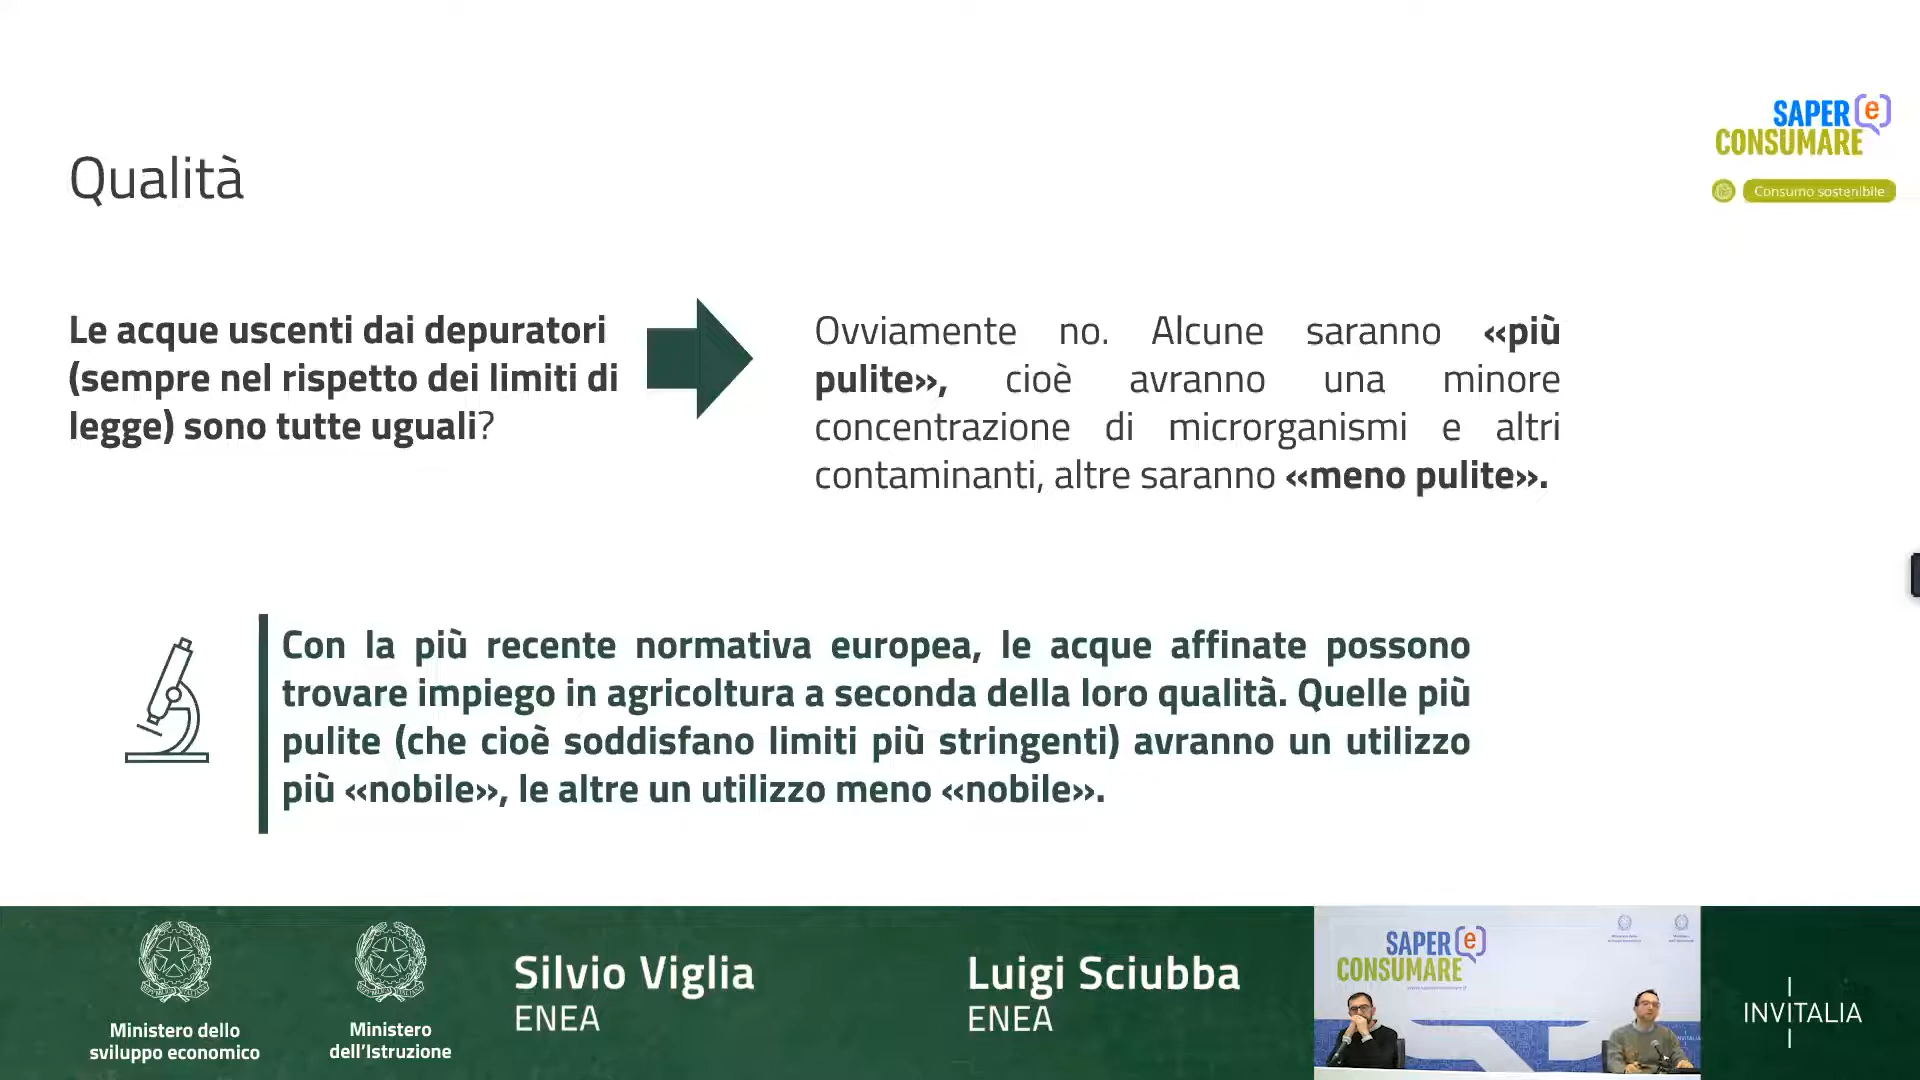 SAPER e
CONSUMARE
Consumo sostenibile
Qualità
Le acque uscenti dai depuratori
(sempre nel rispetto dei limiti di
legge) sono tutte uguali?
Ovviamente no. Alcune saranno «più
pulite», cioè avranno una minore
concentrazione di microrganismi e altri
contaminanti, altre saranno «meno pulite».
Con la più recente normativa europea, le acque affinate possono
trovare impiego in agricoltura a seconda della loro qualità. Quelle più
pulite (che cioè soddisfano limiti più stringenti) avranno un utilizzo
più «nobile», le altre un utilizzo meno «nobile».
Ministero dello
sviluppo economico
Ministero
dell'Istruzione
Silvio Viglia
ENEA
Luigi Sciubba
ENEA
SAPER e
CONSUMARE
INVITALIA